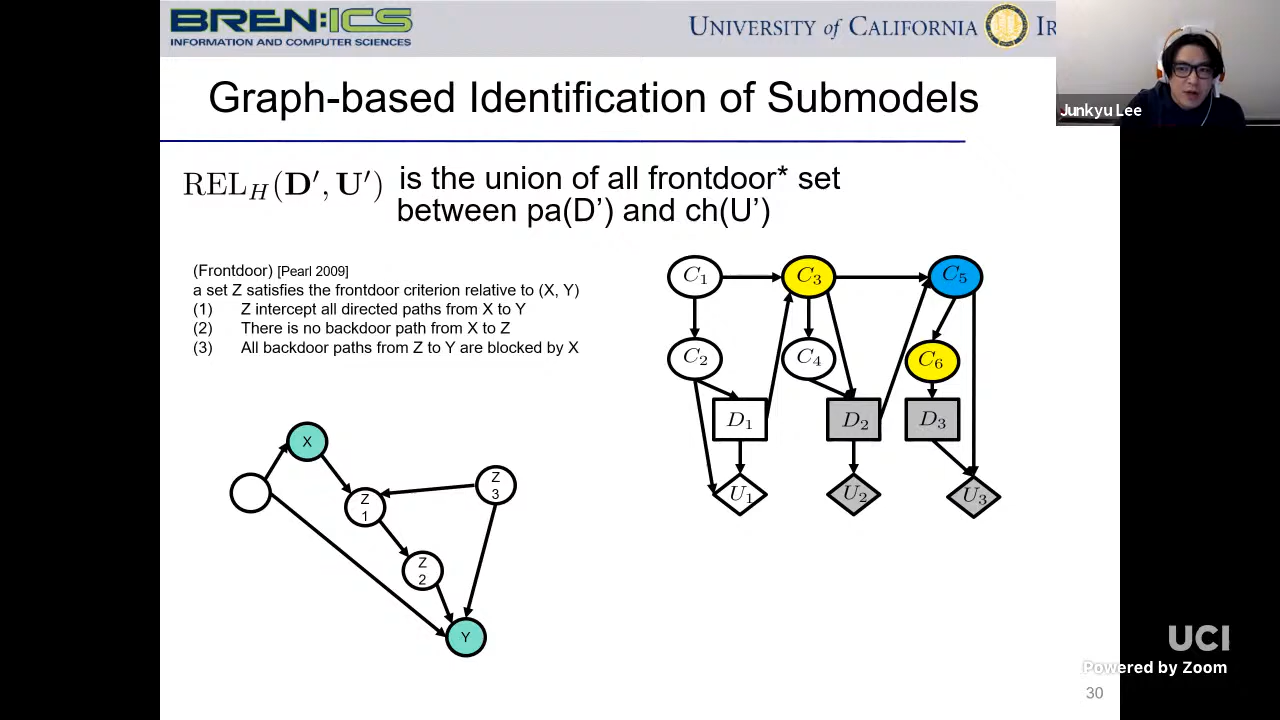 BREN:ICS
INFORMATION AND COMPUTER SCIENCES
UNIVERSITY of CALIFORNIA IR
Junkyu Lee
Graph-based Identification of Submodels
REL_H(D′, U′) is the union of all frontdoor* set
between pa(D’) and ch(U’)
(Frontdoor) [Pearl 2009]
a set Z satisfies the frontdoor criterion relative to (X, Y)
(1) Z intercept all directed paths from X to Y
(2) There is no backdoor path from X to Z
(3) All backdoor paths from Z to Y are blocked by X
C1 C3 C5
C2 C4 C6
D1 D2 D3
U1 U2 U3
X
Z
3
Z
1
Z
2
Y
UCI
Powered by Zoom
30